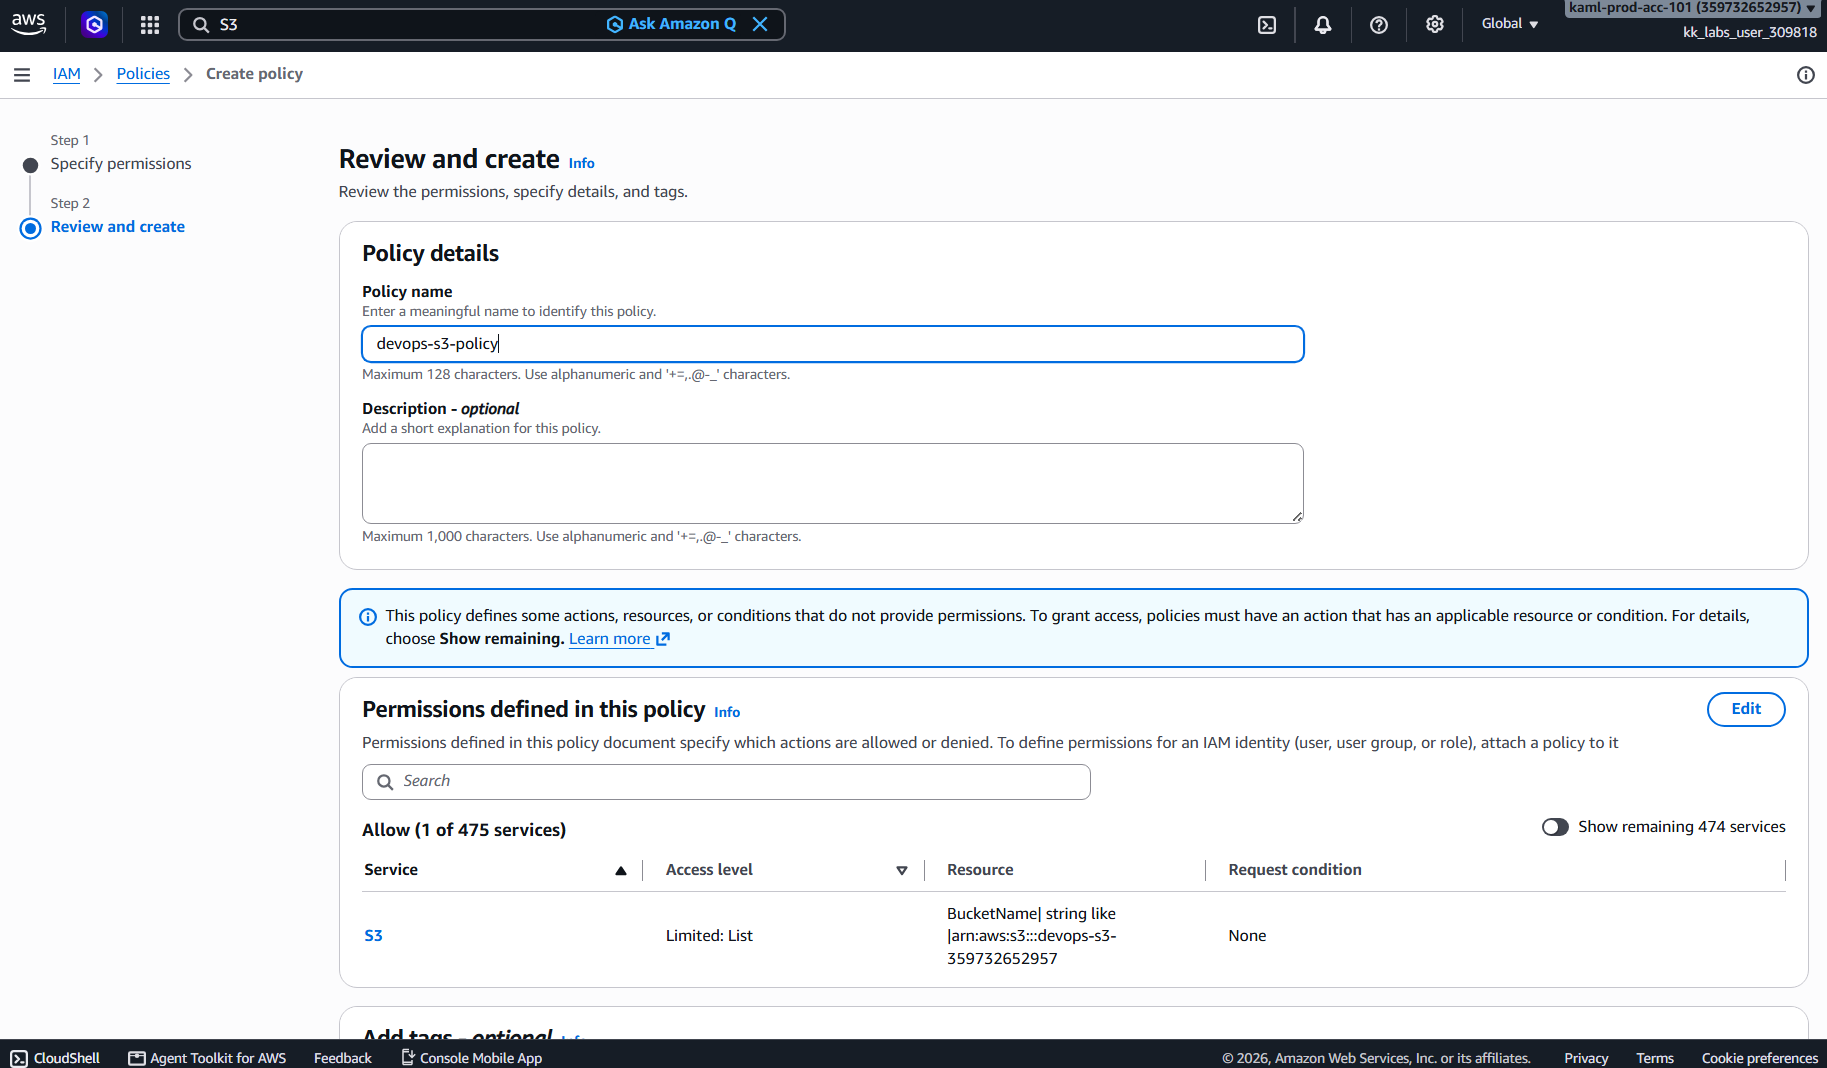 aws
S3
Ask Amazon Q
Global
kaml-prod-acc-101 (359732652957)
kk_labs_user_309818
IAM
Policies
Create policy
Step 1
Specify permissions
Step 2
Review and create
Review and create Info
Review the permissions, specify details, and tags.
Policy details
Policy name
Enter a meaningful name to identify this policy.
devops-s3-policy
Maximum 128 characters. Use alphanumeric and '+=,.@-_' characters.
Description - optional
Add a short explanation for this policy.
Maximum 1,000 characters. Use alphanumeric and '+=,.@-_' characters.
This policy defines some actions, resources, or conditions that do not provide permissions. To grant access, policies must have an action that has an applicable resource or condition. For details,
choose Show remaining. Learn more
Permissions defined in this policy Info
Edit
Permissions defined in this policy document specify which actions are allowed or denied. To define permissions for an IAM identity (user, user group, or role), attach a policy to it
Search
Allow (1 of 475 services)
Show remaining 474 services
Service
Access level
Resource
Request condition
S3
Limited: List
BucketName| string like
|arn:aws:s3:::devops-s3-
359732652957
None
Add tags - optional Info
CloudShell
Agent Toolkit for AWS
Feedback
Console Mobile App
© 2026, Amazon Web Services, Inc. or its affiliates.
Privacy
Terms
Cookie preferences